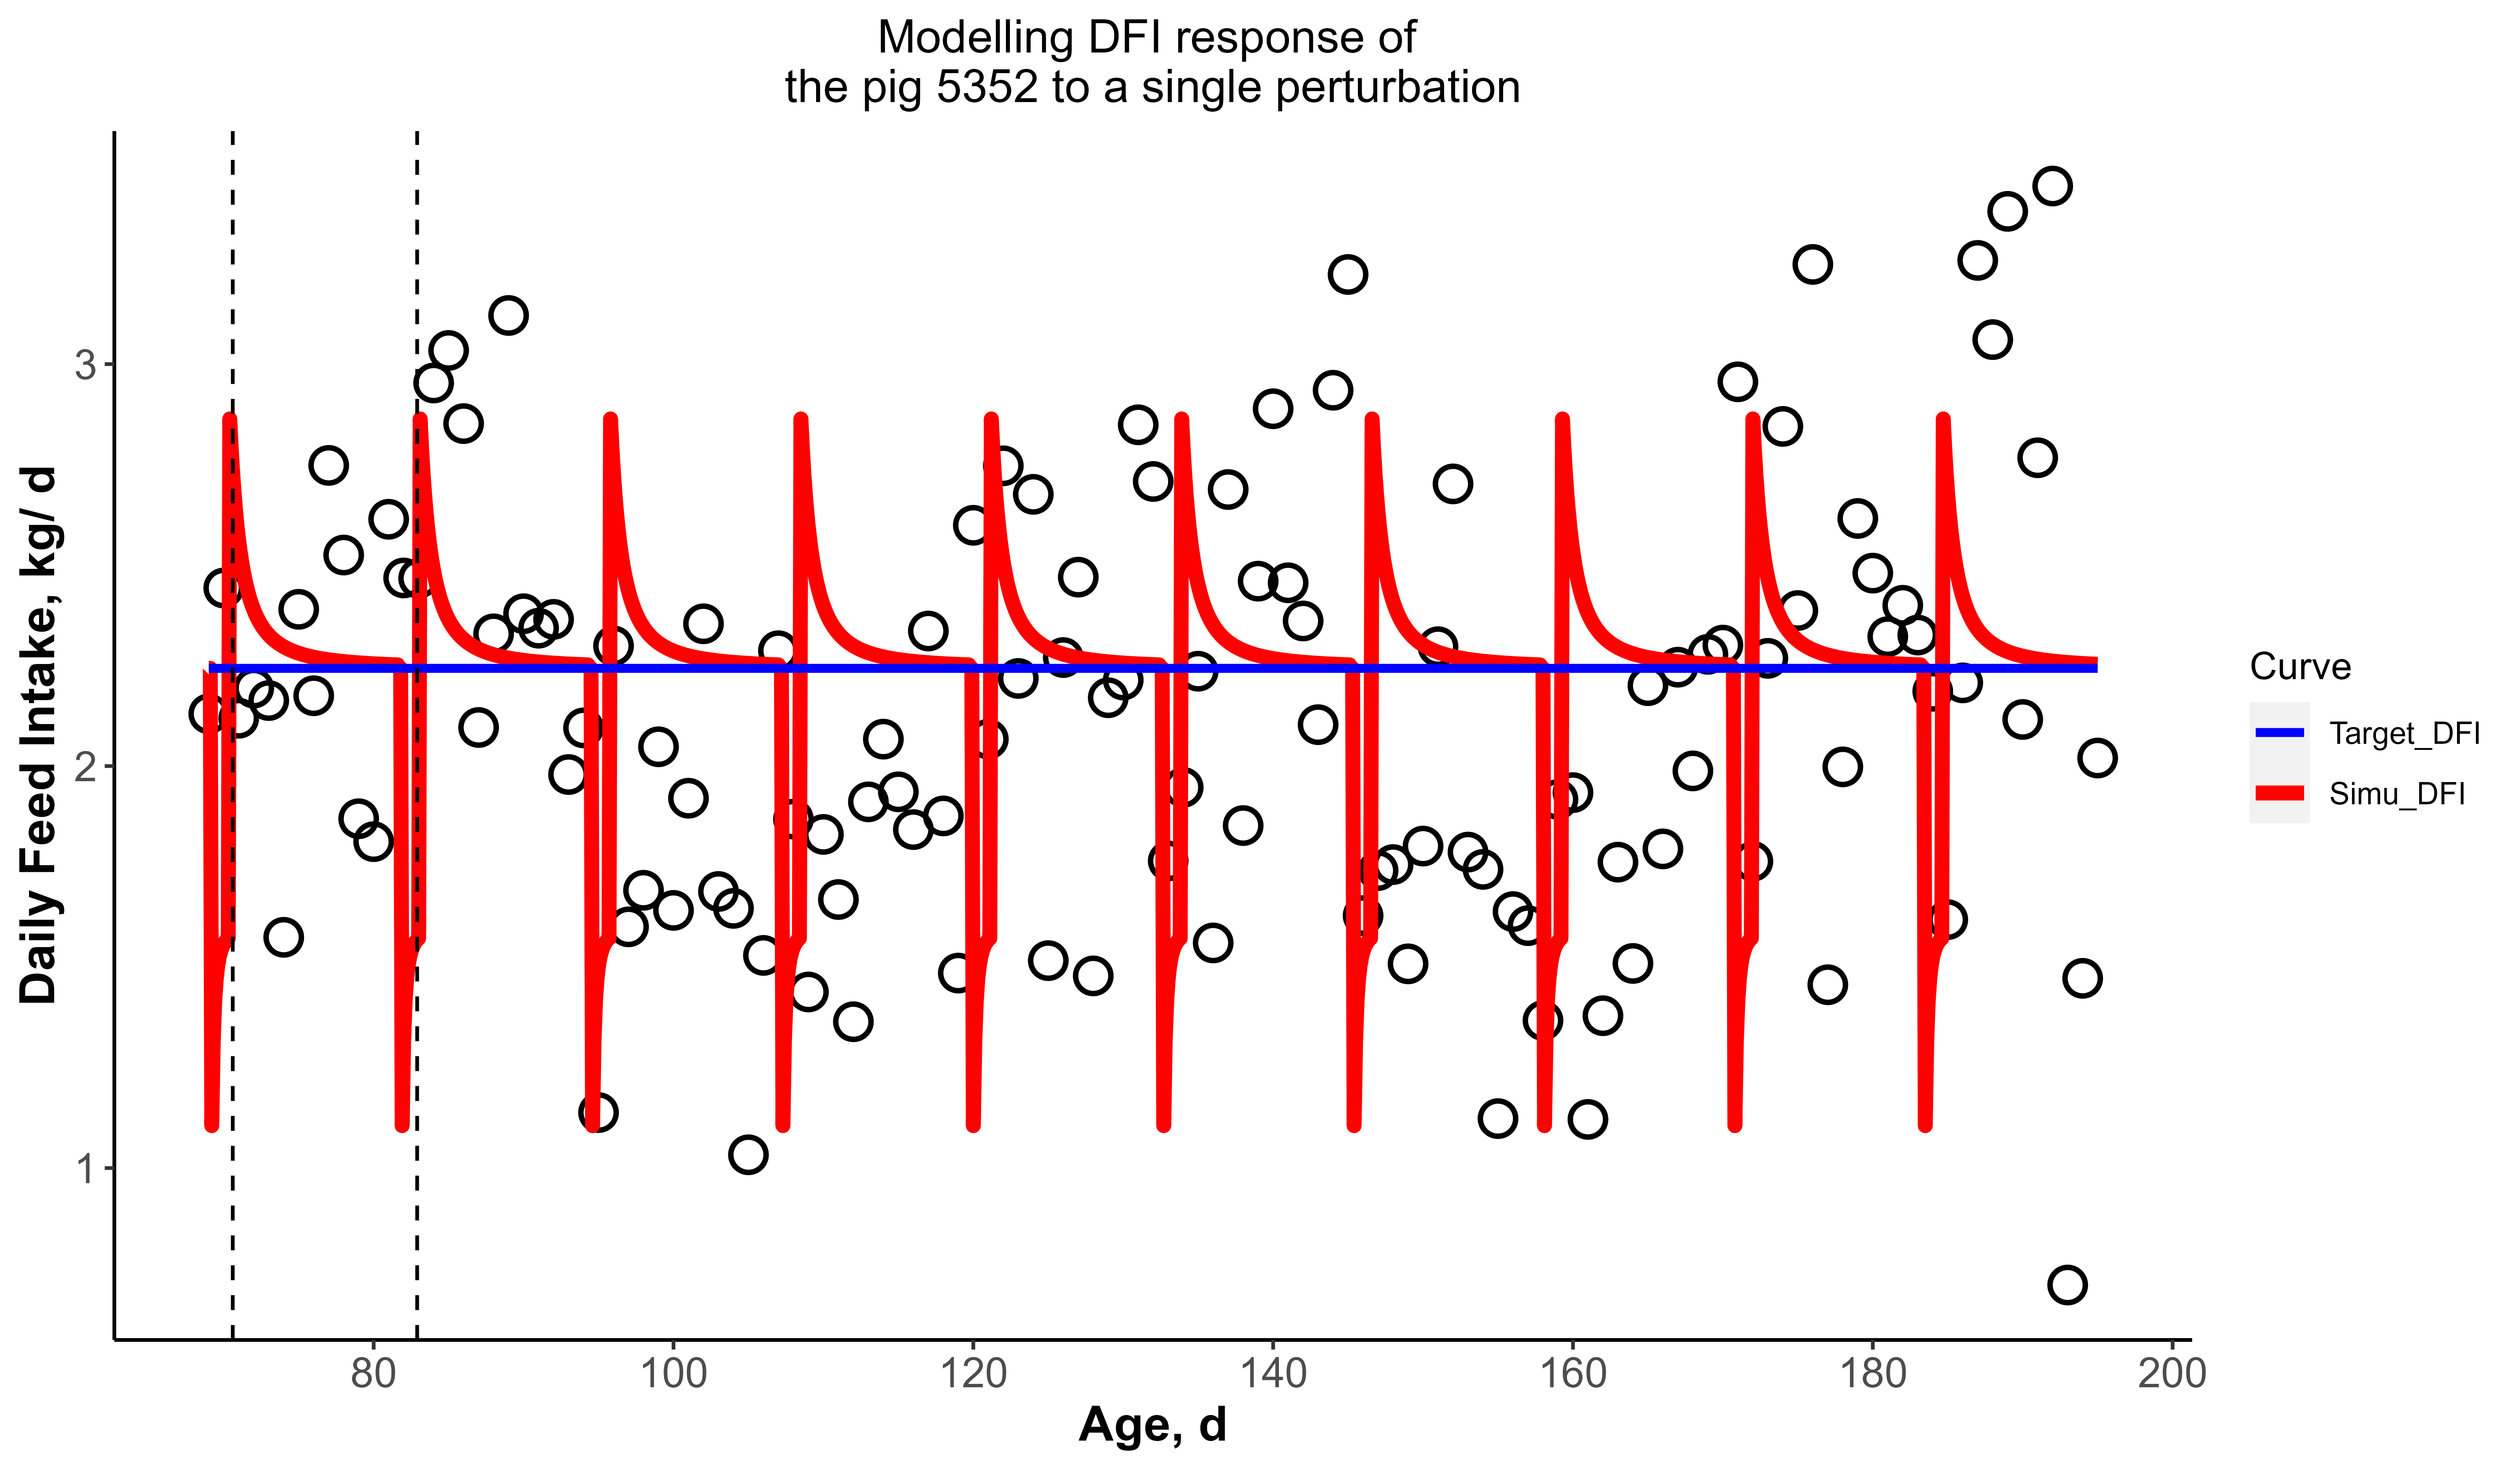 Modelling DFI response of
the pig 5352 to a single perturbation
Daily Feed Intake, kg/ d
3
2
1
80 100 120 140 160 180 200
Age, d
Curve
Target_DFI
Simu_DFI